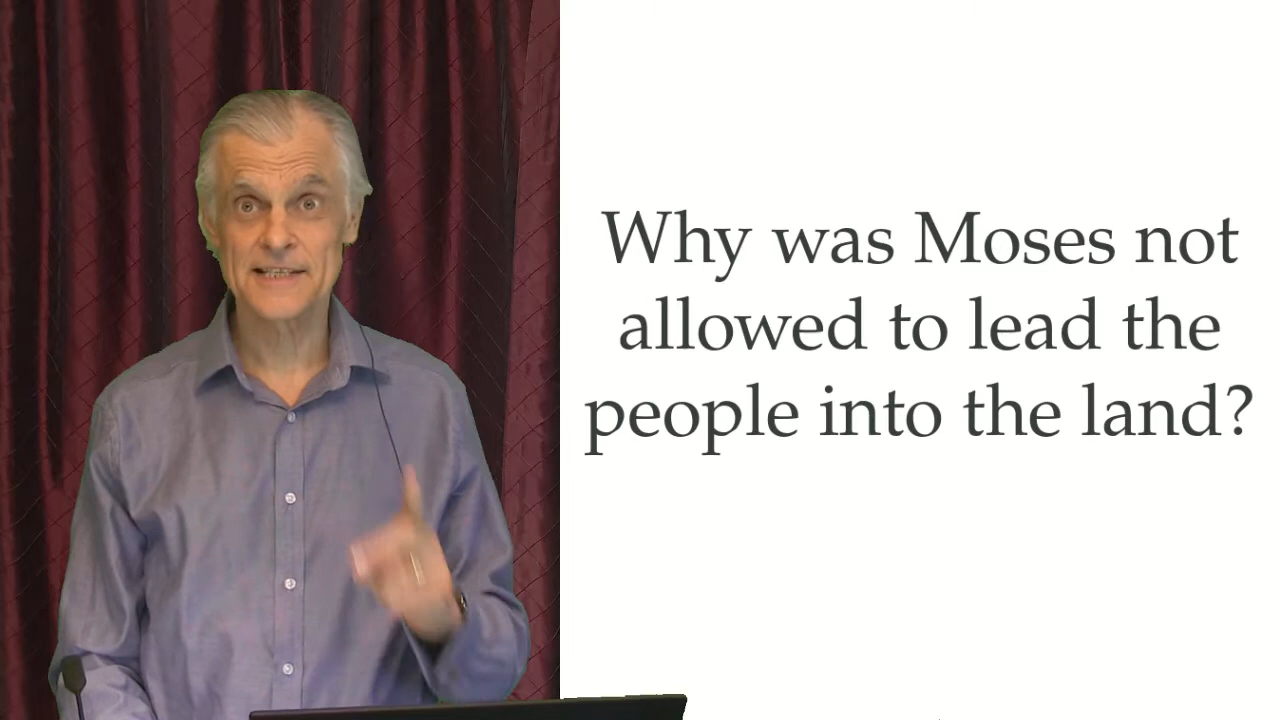 Why was Moses not
allowed to lead the
people into the land?